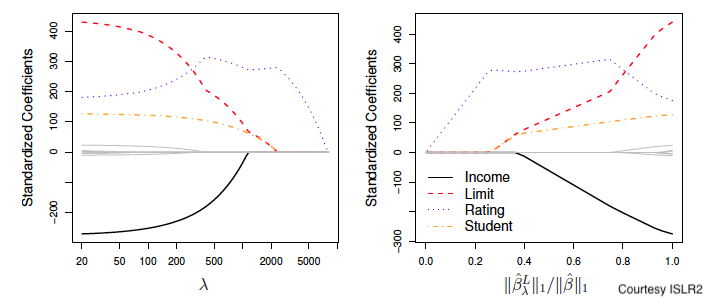 Standardized Coefficients
400
300
200
100
0
−200
20 50 100 200 500 2000 5000
λ
Standardized Coefficients
400
300
200
100
0
−100
−300
Income
Limit
Rating
Student
0.0 0.2 0.4 0.6 0.8 1.0
‖β̂λᴸ‖₁/‖β̂‖₁
Courtesy ISLR2